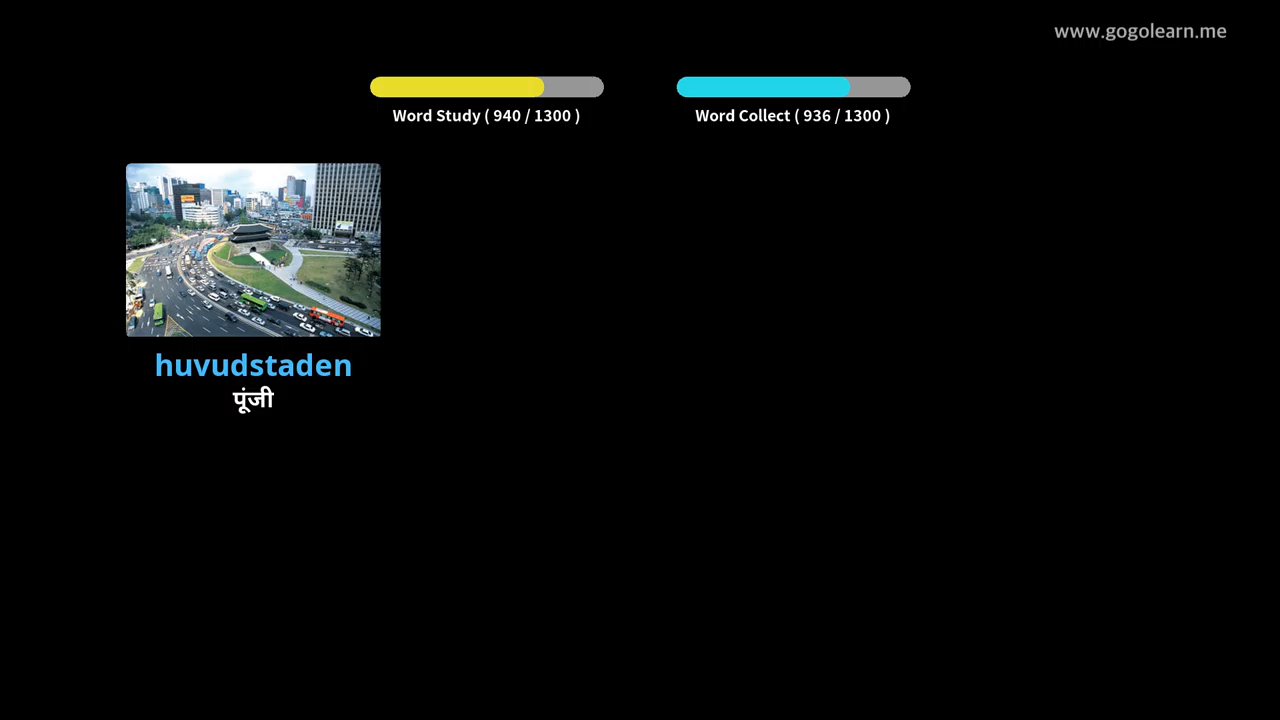 www.gogolearn.me
Word Study ( 940 / 1300 )
Word Collect ( 936 / 1300 )
huvudstaden
पूंजी